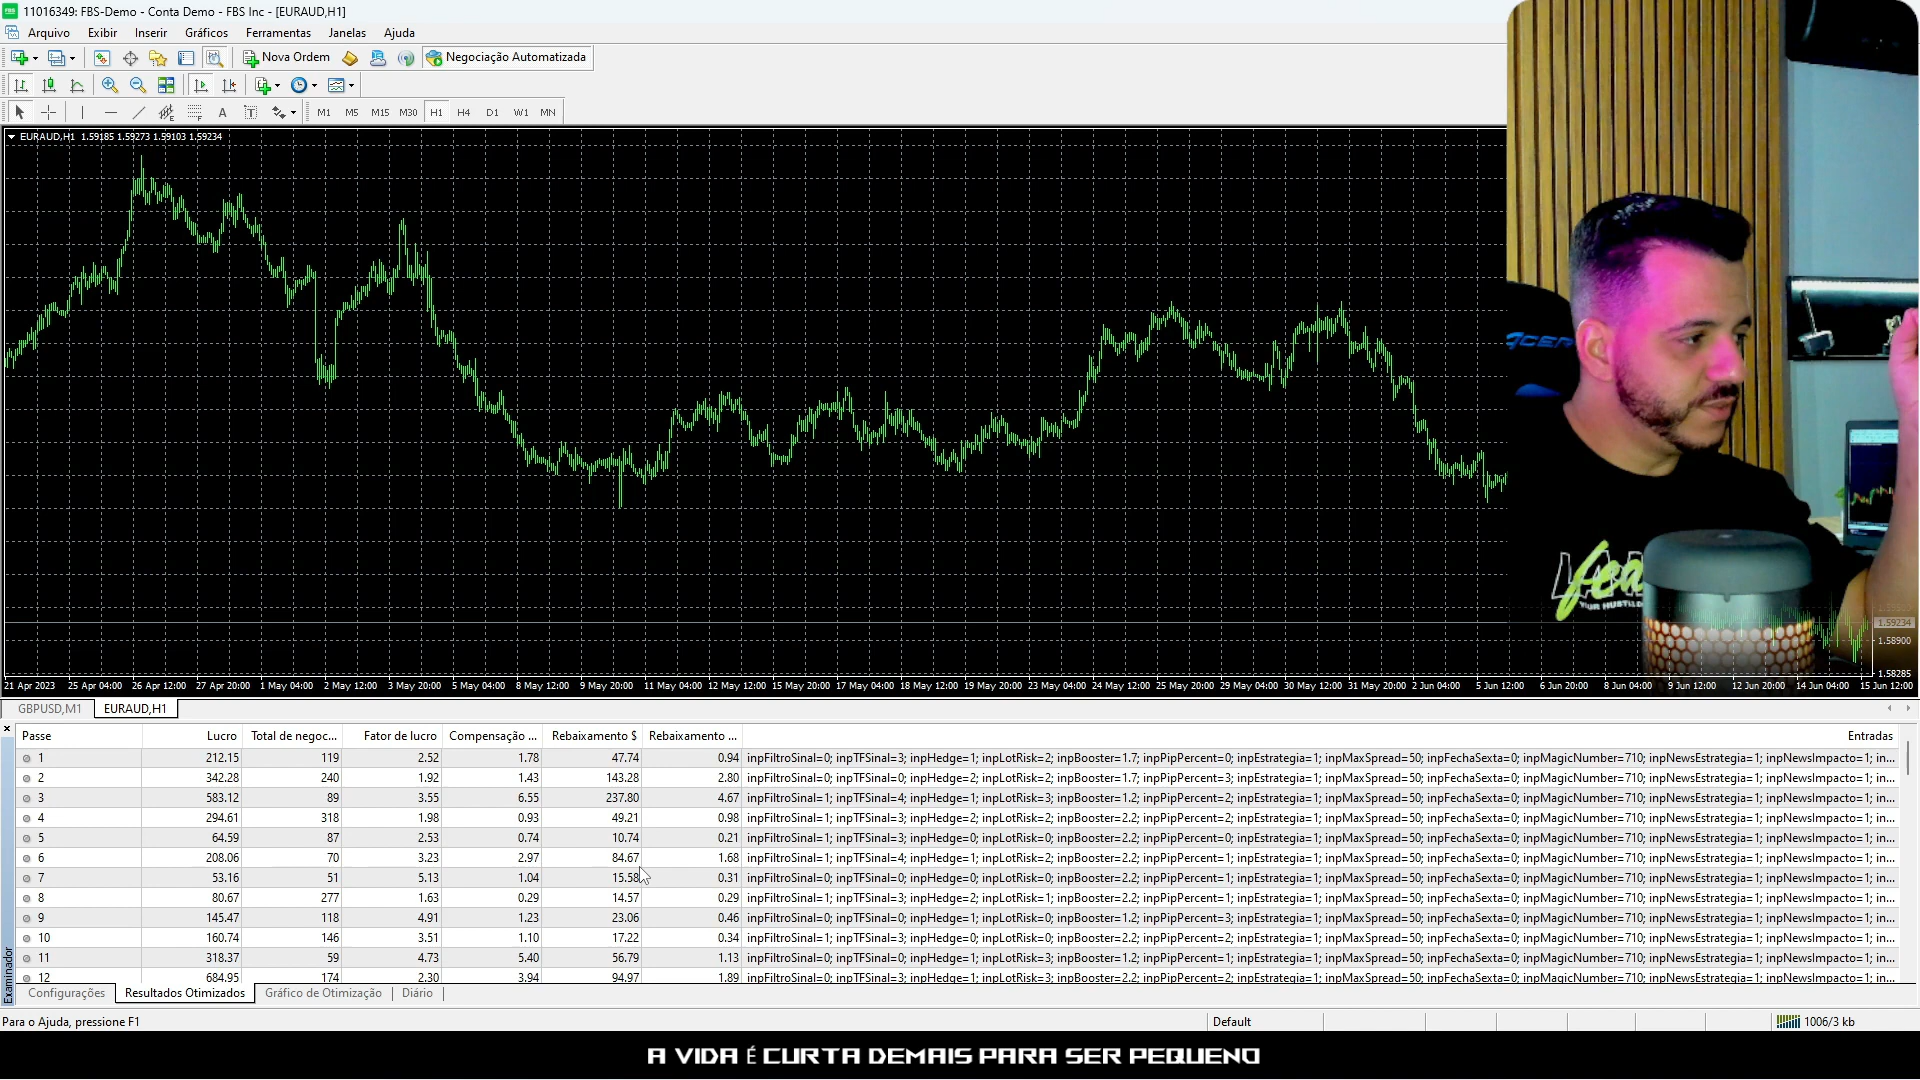 11016349: FBS-Demo - Conta Demo - FBS Inc - [EURAUD,H1]
Arquivo Exibir Inserir Gráficos Ferramentas Janelas Ajuda
Nova Ordem Negociação Automatizada
A T M1 M5 M15 M30 H1 H4 D1 W1 MN
EURAUD,H1 1.59185 1.59273 1.59103 1.59234
1.59234
1.58900
1.58285
21 Apr 2023 25 Apr 04:00 26 Apr 12:00 27 Apr 20:00 1 May 04:00 2 May 12:00 3 May 20:00 5 May 04:00 8 May 12:00 9 May 20:00 11 May 04:00 12 May 12:00 15 May 20:00 17 May 04:00 18 May 12:00 19 May 20:00 23 May 04:00 24 May 12:00 25 May 20:00 29 May 04:00 30 May 12:00 31 May 20:00 2 Jun 04:00 5 Jun 12:00 6 Jun 20:00 8 Jun 04:00 9 Jun 12:00 12 Jun 20:00 14 Jun 04:00 15 Jun 12:00
GBPUSD,M1 EURAUD,H1
Passe Lucro Total de negoc... Fator de lucro Compensação ... Rebaixamento $ Rebaixamento ... Entradas
1 212.15 119 2.52 1.78 47.74 0.94 inpFiltroSinal=0; inpTFSinal=3; inpHedge=1; inpLotRisk=2; inpBooster=1.7; inpPipPercent=0; inpEstrategia=1; inpMaxSpread=50; inpFechaSexta=0; inpMagicNumber=710; inpNewsEstrategia=1; inpNewsImpacto=1; in...
2 342.28 240 1.92 1.43 143.28 2.80 inpFiltroSinal=0; inpTFSinal=0; inpHedge=2; inpLotRisk=2; inpBooster=1.7; inpPipPercent=3; inpEstrategia=1; inpMaxSpread=50; inpFechaSexta=0; inpMagicNumber=710; inpNewsEstrategia=1; inpNewsImpacto=1; in...
3 583.12 89 3.55 6.55 237.80 4.67 inpFiltroSinal=1; inpTFSinal=4; inpHedge=1; inpLotRisk=3; inpBooster=1.2; inpPipPercent=2; inpEstrategia=1; inpMaxSpread=50; inpFechaSexta=0; inpMagicNumber=710; inpNewsEstrategia=1; inpNewsImpacto=1; in...
4 294.61 318 1.98 0.93 49.21 0.98 inpFiltroSinal=1; inpTFSinal=3; inpHedge=2; inpLotRisk=2; inpBooster=2.2; inpPipPercent=3; inpEstrategia=1; inpMaxSpread=50; inpFechaSexta=0; inpMagicNumber=710; inpNewsEstrategia=1; inpNewsImpacto=1; in...
5 64.59 87 2.53 0.74 10.74 0.21 inpFiltroSinal=1; inpTFSinal=3; inpHedge=0; inpLotRisk=0; inpBooster=2.2; inpPipPercent=0; inpEstrategia=1; inpMaxSpread=50; inpFechaSexta=0; inpMagicNumber=710; inpNewsEstrategia=1; inpNewsImpacto=1; in...
6 208.06 70 3.23 2.97 84.67 1.68 inpFiltroSinal=1; inpTFSinal=4; inpHedge=1; inpLotRisk=2; inpBooster=2.2; inpPipPercent=1; inpEstrategia=1; inpMaxSpread=50; inpFechaSexta=0; inpMagicNumber=710; inpNewsEstrategia=1; inpNewsImpacto=1; in...
7 53.16 51 5.13 1.04 15.58 0.31 inpFiltroSinal=0; inpTFSinal=0; inpHedge=0; inpLotRisk=0; inpBooster=2.2; inpPipPercent=1; inpEstrategia=1; inpMaxSpread=50; inpFechaSexta=0; inpMagicNumber=710; inpNewsEstrategia=1; inpNewsImpacto=1; in...
8 80.67 277 1.63 0.29 14.57 0.29 inpFiltroSinal=1; inpTFSinal=3; inpHedge=2; inpLotRisk=1; inpBooster=2.2; inpPipPercent=3; inpEstrategia=1; inpMaxSpread=50; inpFechaSexta=0; inpMagicNumber=710; inpNewsEstrategia=1; inpNewsImpacto=1; in...
9 145.47 118 4.91 1.23 23.06 0.46 inpFiltroSinal=0; inpTFSinal=0; inpHedge=1; inpLotRisk=0; inpBooster=1.2; inpPipPercent=3; inpEstrategia=1; inpMaxSpread=50; inpFechaSexta=0; inpMagicNumber=710; inpNewsEstrategia=1; inpNewsImpacto=1; in...
10 160.74 146 3.51 1.10 17.22 0.34 inpFiltroSinal=1; inpTFSinal=3; inpHedge=0; inpLotRisk=0; inpBooster=2.2; inpPipPercent=2; inpEstrategia=1; inpMaxSpread=50; inpFechaSexta=0; inpMagicNumber=710; inpNewsEstrategia=1; inpNewsImpacto=1; in...
11 318.37 59 4.73 5.40 56.79 1.13 inpFiltroSinal=0; inpTFSinal=0; inpHedge=0; inpLotRisk=3; inpBooster=1.2; inpPipPercent=1; inpEstrategia=1; inpMaxSpread=50; inpFechaSexta=0; inpMagicNumber=710; inpNewsEstrategia=1; inpNewsImpacto=1; in...
12 684.95 174 2.30 3.94 94.97 1.89 inpFiltroSinal=0; inpTFSinal=3; inpHedge=1; inpLotRisk=3; inpBooster=2.2; inpPipPercent=2; inpEstrategia=1; inpMaxSpread=50; inpFechaSexta=0; inpMagicNumber=710; inpNewsEstrategia=1; inpNewsImpacto=1; in...
Examinador
Configurações Resultados Otimizados Gráfico de Otimização Diário
Para o Ajuda, pressione F1 Default 1006/3 kb
A VIDA É CURTA DEMAIS PARA SER PEQUENO